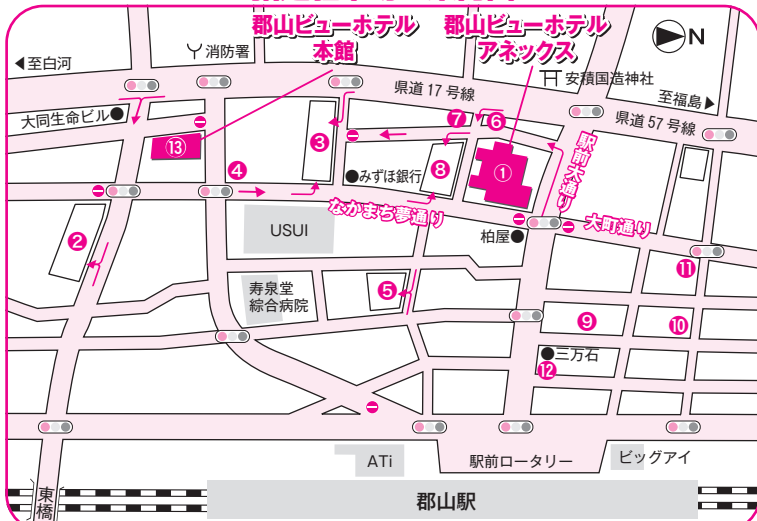 郡山ビューホテル
本館
郡山ビューホテル
アネックス
N
消防署
至白河
県道17号線
安積国造神社
至福島
県道57号線
大同生命ビル
⑬
③
⑦
⑥
④
⑧
①
駅前大通り
みずほ銀行
なかまち夢通り
大町通り
②
USUI
柏屋
⑪
寿泉堂
綜合病院
⑤
⑨
⑩
三万石
⑫
ATi
駅前ロータリー
ビッグアイ
東橋
郡山駅